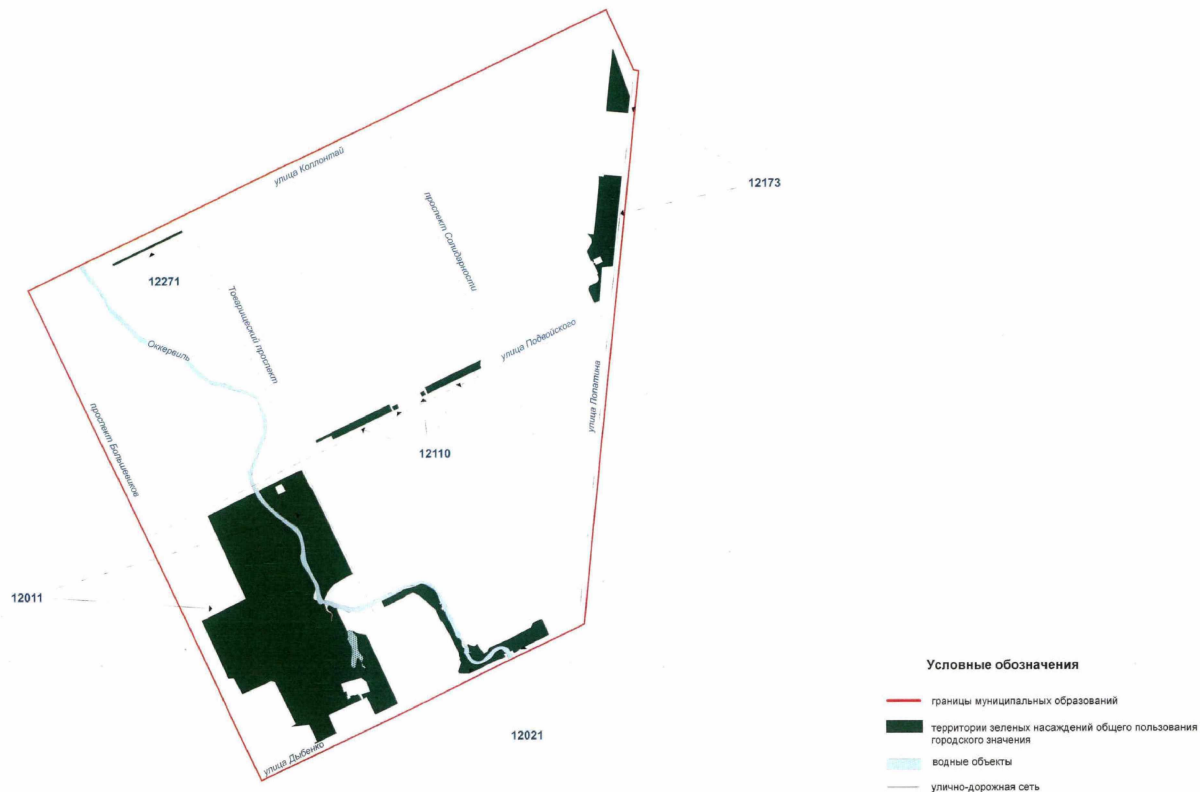 улица Коллонтай
проспект Солидарности
12173
12271
Товарищеский проспект
Оккервиль
улица Подвойского
улица Лопатина
проспект Большевиков
12110
12011
12021
улица Дыбенко
Условные обозначения
границы муниципальных образований
территории зеленых насаждений общего пользования
городского значения
водные объекты
улично-дорожная сеть